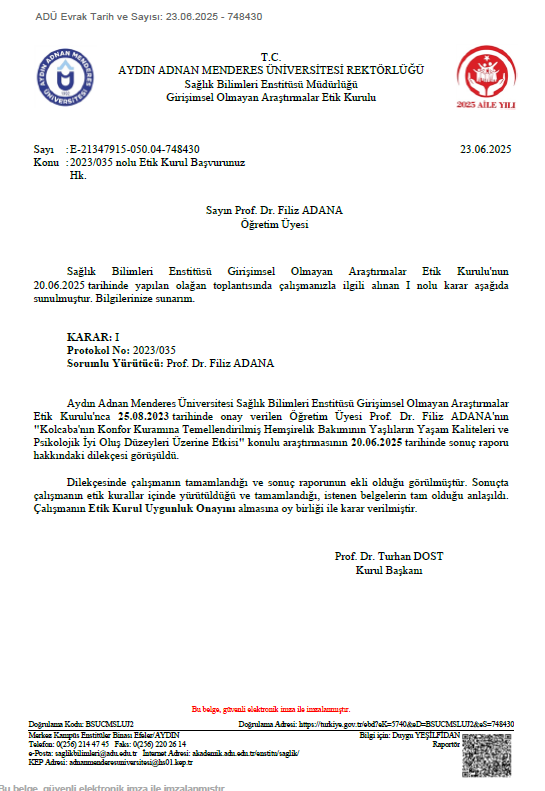 ADÜ Evrak Tarih ve Sayısı: 23.06.2025 - 748430
T.C.
AYDIN ADNAN MENDERES ÜNİVERSİTESİ REKTÖRLÜĞÜ
Sağlık Bilimleri Enstitüsü Müdürlüğü
Girişimsel Olmayan Araştırmalar Etik Kurulu
AYDIN ADNAN MENDERES ÜNİVERSİTESİ
2025 AİLE YILI
Sayı : E-21347915-050.04-748430 23.06.2025
Konu : 2023/035 nolu Etik Kurul Başvurunuz
Hk.
Sayın Prof. Dr. Filiz ADANA
Öğretim Üyesi
Sağlık Bilimleri Enstitüsü Girişimsel Olmayan Araştırmalar Etik Kurulu'nun
20.06.2025 tarihinde yapılan olağan toplantısında çalışmanızla ilgili alınan I nolu karar aşağıda
sunulmuştur. Bilgilerinize sunarım.
KARAR: I
Protokol No: 2023/035
Sorumlu Yürütücü: Prof. Dr. Filiz ADANA
Aydın Adnan Menderes Üniversitesi Sağlık Bilimleri Enstitüsü Girişimsel Olmayan Araştırmalar
Etik Kurulu'nca 25.08.2023 tarihinde onay verilen Öğretim Üyesi Prof. Dr. Filiz ADANA'nın
"Kolcaba'nın Konfor Kuramına Temellendirilmiş Hemşirelik Bakımının Yaşlıların Yaşam Kaliteleri ve
Psikolojik İyi Oluş Düzeyleri Üzerine Etkisi" konulu araştırmasının 20.06.2025 tarihinde sonuç raporu
hakkındaki dilekçesi görüşüldü.
Dilekçesinde çalışmanın tamamlandığı ve sonuç raporunun ekli olduğu görülmüştür. Sonuçta
çalışmanın etik kurallar içinde yürütüldüğü ve tamamlandığı, istenen belgelerin tam olduğu anlaşıldı.
Çalışmanın Etik Kurul Uygunluk Onayını almasına oy birliği ile karar verilmiştir.
Prof. Dr. Turhan DOST
Kurul Başkanı
Bu belge, güvenli elektronik imza ile imzalanmıştır.
Doğrulama Kodu: BSUCMSLUJ2 Doğrulama Adresi: https://turkiye.gov.tr/ebd?eK=5740&eD=BSUCMSLUJ2&eS=748430
Merkez Kampüs Enstitüler Binası Efeler/AYDIN Bilgi için: Duygu YEŞİLFİDAN
Telefon: 0(256) 214 47 45 Faks: 0(256) 220 26 14 Raportör
e-Posta: saglikbilimleri@adu.edu.tr İnternet Adresi: akademik.adu.edu.tr/enstitu/saglik/
KEP Adresi: adnanmenderesuniversitesi@hs01.kep.tr
Bu belge, güvenli elektronik imza ile imzalanmıştır.